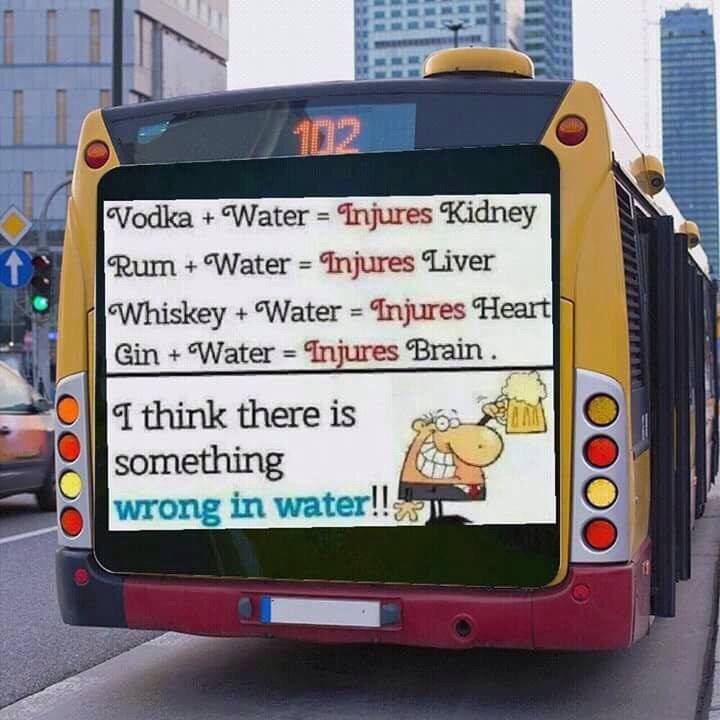 102
Vodka + Water = Injures Kidney
Rum + Water = Injures Liver
Whiskey + Water = Injures Heart
Gin + Water = Injures Brain .
I think there is
something
wrong in water!!